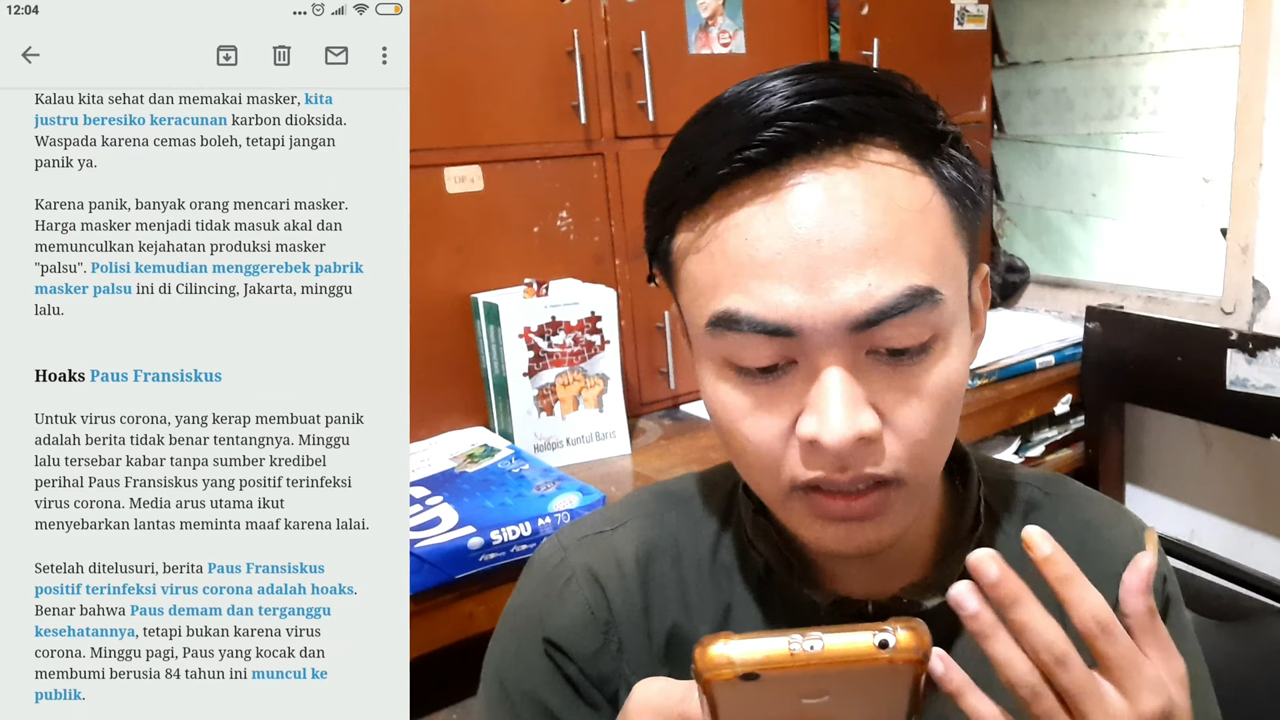 12:04
Kalau kita sehat dan memakai masker, kita
justru beresiko keracunan karbon dioksida.
Waspada karena cemas boleh, tetapi jangan
panik ya.
Karena panik, banyak orang mencari masker.
Harga masker menjadi tidak masuk akal dan
memunculkan kejahatan produksi masker
"palsu". Polisi kemudian menggerebek pabrik
masker palsu ini di Cilincing, Jakarta, minggu
lalu.
Hoaks Paus Fransiskus
Untuk virus corona, yang kerap membuat panik
adalah berita tidak benar tentangnya. Minggu
lalu tersebar kabar tanpa sumber kredibel
perihal Paus Fransiskus yang positif terinfeksi
virus corona. Media arus utama ikut
menyebarkan lantas meminta maaf karena lalai.
Setelah ditelusuri, berita Paus Fransiskus
positif terinfeksi virus corona adalah hoaks.
Benar bahwa Paus demam dan terganggu
kesehatannya, tetapi bukan karena virus
corona. Minggu pagi, Paus yang kocak dan
membumi berusia 84 tahun ini muncul ke
publik.
Holopis Kuntul Baris
SiDU A4 70
SiDU